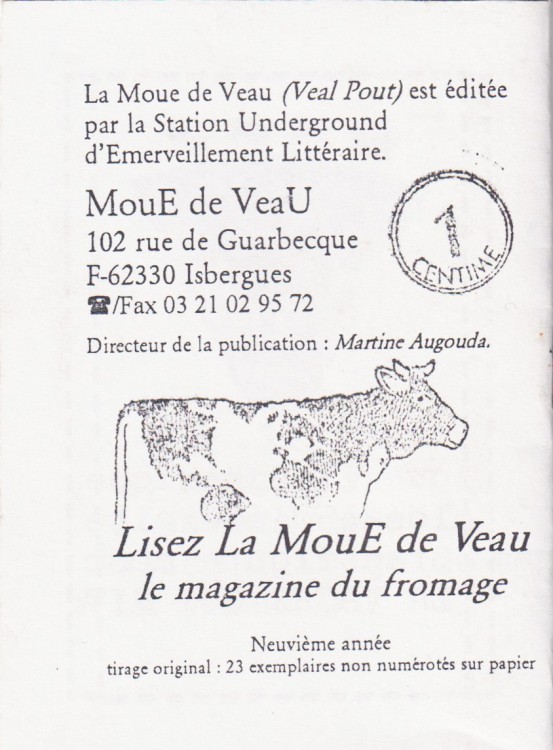 La Moue de Veau (Veal Pout) est éditée
par la Station Underground
d'Emerveillement Littéraire.
MouE de VeaU
102 rue de Guarbecque
F-62330 Isbergues
☎/Fax 03 21 02 95 72
1
CENTIME
Directeur de la publication : Martine Augouda.
Lisez La MouE de Veau
le magazine du fromage
Neuvième année
tirage original : 23 exemplaires non numérotés sur papier